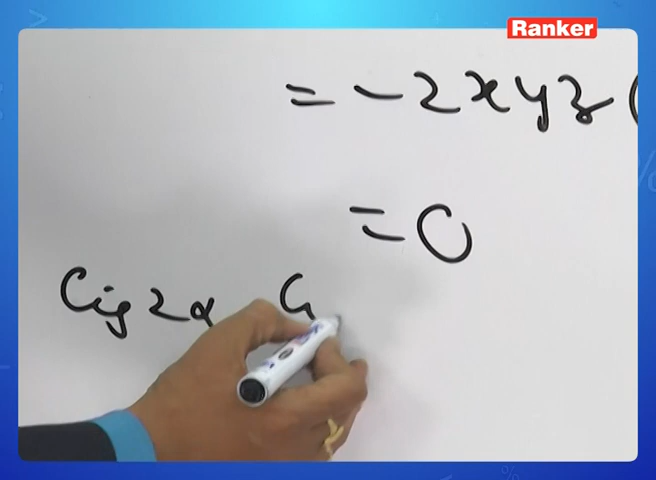 Ranker
= -2xyz (
= 0
Cis 2α